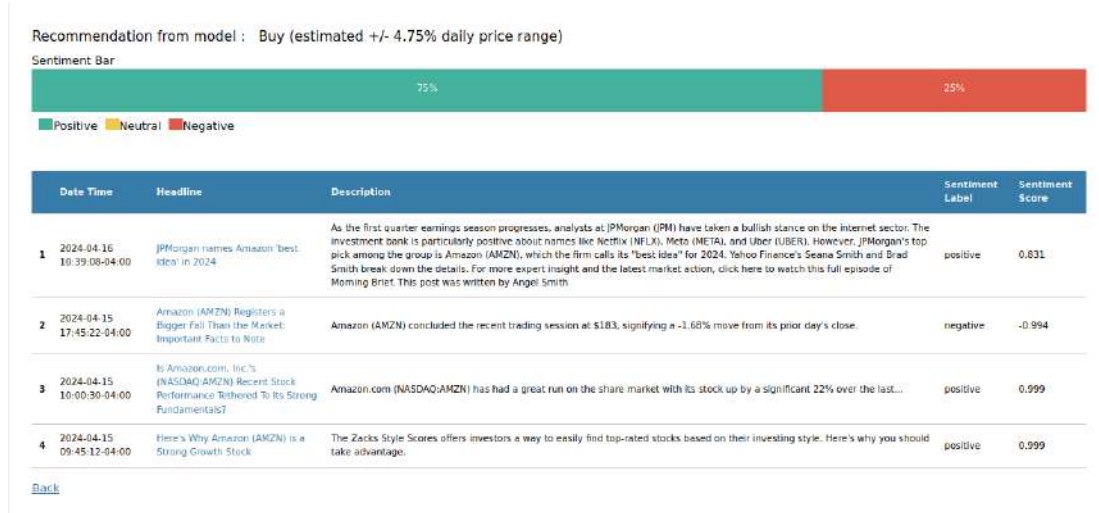 Recommendation from model :   Buy (estimated +/- 4.75% daily price range)
Sentiment Bar
75%
25%
Positive
Neutral
Negative
Date Time
Headline
Description
Sentiment
Label
Sentiment
Score
1
2024-04-16
10:39:08-04:00
JPMorgan names Amazon 'best
idea' in 2024
As the first quarter earnings season progresses, analysts at JPMorgan (JPM) have taken a bullish stance on the internet sector. The
investment bank is particularly positive about names like Netflix (NFLX), Meta (META), and Uber (UBER). However, JPMorgan's top
pick among the group is Amazon (AMZN), which the firm calls its "best idea" for 2024. Yahoo Finance's Seana Smith and Brad
Smith break down the details. For more expert insight and the latest market action, click here to watch this full episode of
Morning Brief. This post was written by Angel Smith
positive
0.831
2
2024-04-15
17:45:22-04:00
Amazon (AMZN) Registers a
Bigger Fall Than the Market:
Important Facts to Note
Amazon (AMZN) concluded the recent trading session at $183, signifying a -1.68% move from its prior day's close.
negative
-0.994
3
2024-04-15
10:00:30-04:00
Is Amazon.com, Inc.'s
(NASDAQ:AMZN) Recent Stock
Performance Tethered To Its Strong
Fundamentals?
Amazon.com (NASDAQ:AMZN) has had a great run on the share market with its stock up by a significant 22% over the last...
positive
0.999
4
2024-04-15
09:45:12-04:00
Here's Why Amazon (AMZN) is a
Strong Growth Stock
The Zacks Style Scores offers investors a way to easily find top-rated stocks based on their investing style. Here's why you should
take advantage.
positive
0.999
Back